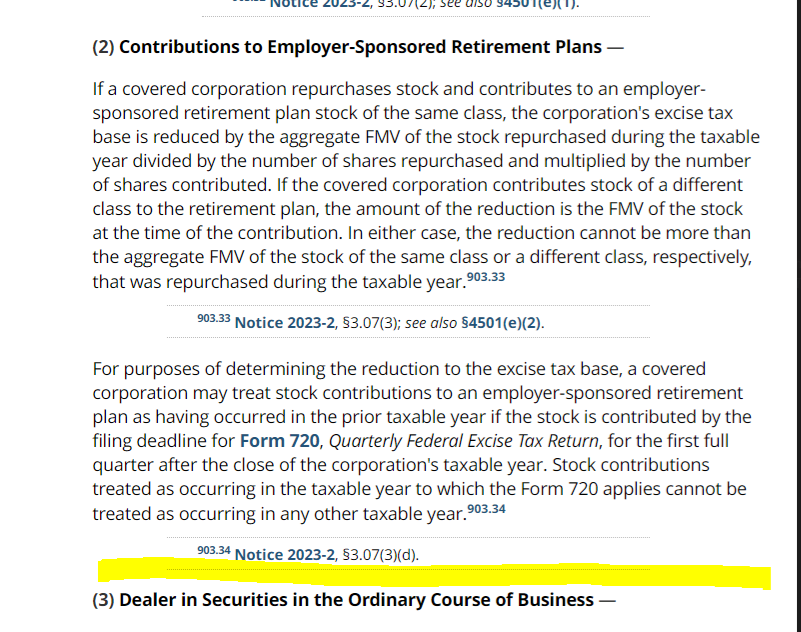 Notice 2023-2, §3.07(2); see also §4501(e)(1).
(2) Contributions to Employer-Sponsored Retirement Plans —
If a covered corporation repurchases stock and contributes to an employer-
sponsored retirement plan stock of the same class, the corporation's excise tax
base is reduced by the aggregate FMV of the stock repurchased during the taxable
year divided by the number of shares repurchased and multiplied by the number
of shares contributed. If the covered corporation contributes stock of a different
class to the retirement plan, the amount of the reduction is the FMV of the stock
at the time of the contribution. In either case, the reduction cannot be more than
the aggregate FMV of the stock of the same class or a different class, respectively,
that was repurchased during the taxable year.903.33
903.33 Notice 2023-2, §3.07(3); see also §4501(e)(2).
For purposes of determining the reduction to the excise tax base, a covered
corporation may treat stock contributions to an employer-sponsored retirement
plan as having occurred in the prior taxable year if the stock is contributed by the
filing deadline for Form 720, Quarterly Federal Excise Tax Return, for the first full
quarter after the close of the corporation's taxable year. Stock contributions
treated as occurring in the taxable year to which the Form 720 applies cannot be
treated as occurring in any other taxable year.903.34
903.34 Notice 2023-2, §3.07(3)(d).
(3) Dealer in Securities in the Ordinary Course of Business —